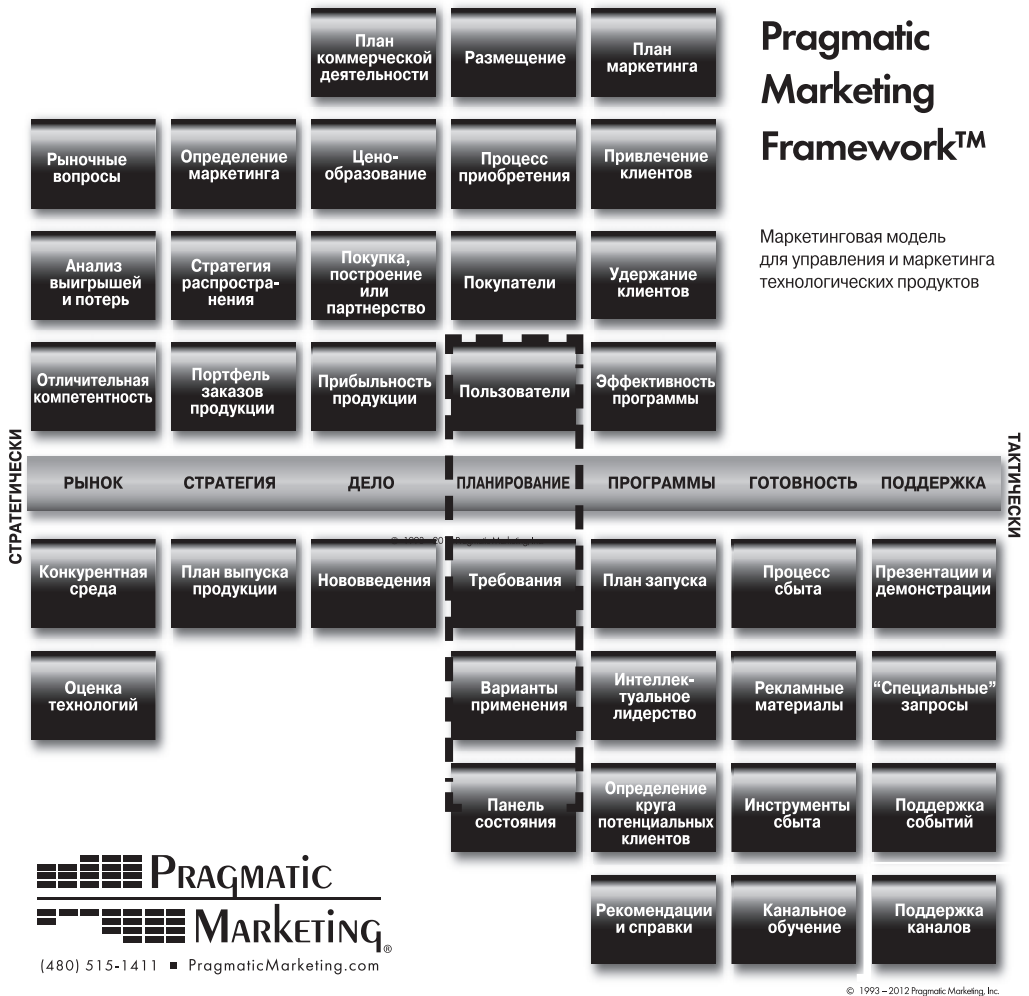 План
коммерческой
деятельности
Размещение
План
маркетинга
Pragmatic
Marketing
Framework™
Маркетинговая модель
для управления и маркетинга
технологических продуктов
Рыночные
вопросы
Определение
маркетинга
Цено-
образование
Процесс
приобретения
Привлечение
клиентов
Анализ
выигрышей
и потерь
Стратегия
распростра-
нения
Покупка,
построение
или
партнерство
Покупатели
Удержание
клиентов
Отличительная
компетентность
Портфель
заказов
продукции
Прибыльность
продукции
Пользователи
Эффективность
программы
СТРАТЕГИЧЕСКИ
РЫНОК
СТРАТЕГИЯ
ДЕЛО
ПЛАНИРОВАНИЕ
ПРОГРАММЫ
ГОТОВНОСТЬ
ПОДДЕРЖКА
ТАКТИЧЕСКИ
Конкурентная
среда
План выпуска
продукции
Нововведения
Требования
План запуска
Процесс
сбыта
Презентации и
демонстрации
Оценка
технологий
Варианты
применения
Интеллек-
туальное
лидерство
Рекламные
материалы
“Специальные”
запросы
Панель
состояния
Определение
круга
потенциальных
клиентов
Инструменты
сбыта
Поддержка
событий
Рекомендации
и справки
Канальное
обучение
Поддержка
каналов
PRAGMATIC
MARKETING®
(480) 515-1411 ■ PragmaticMarketing.com
© 1993 – 2012 Pragmatic Marketing, Inc.